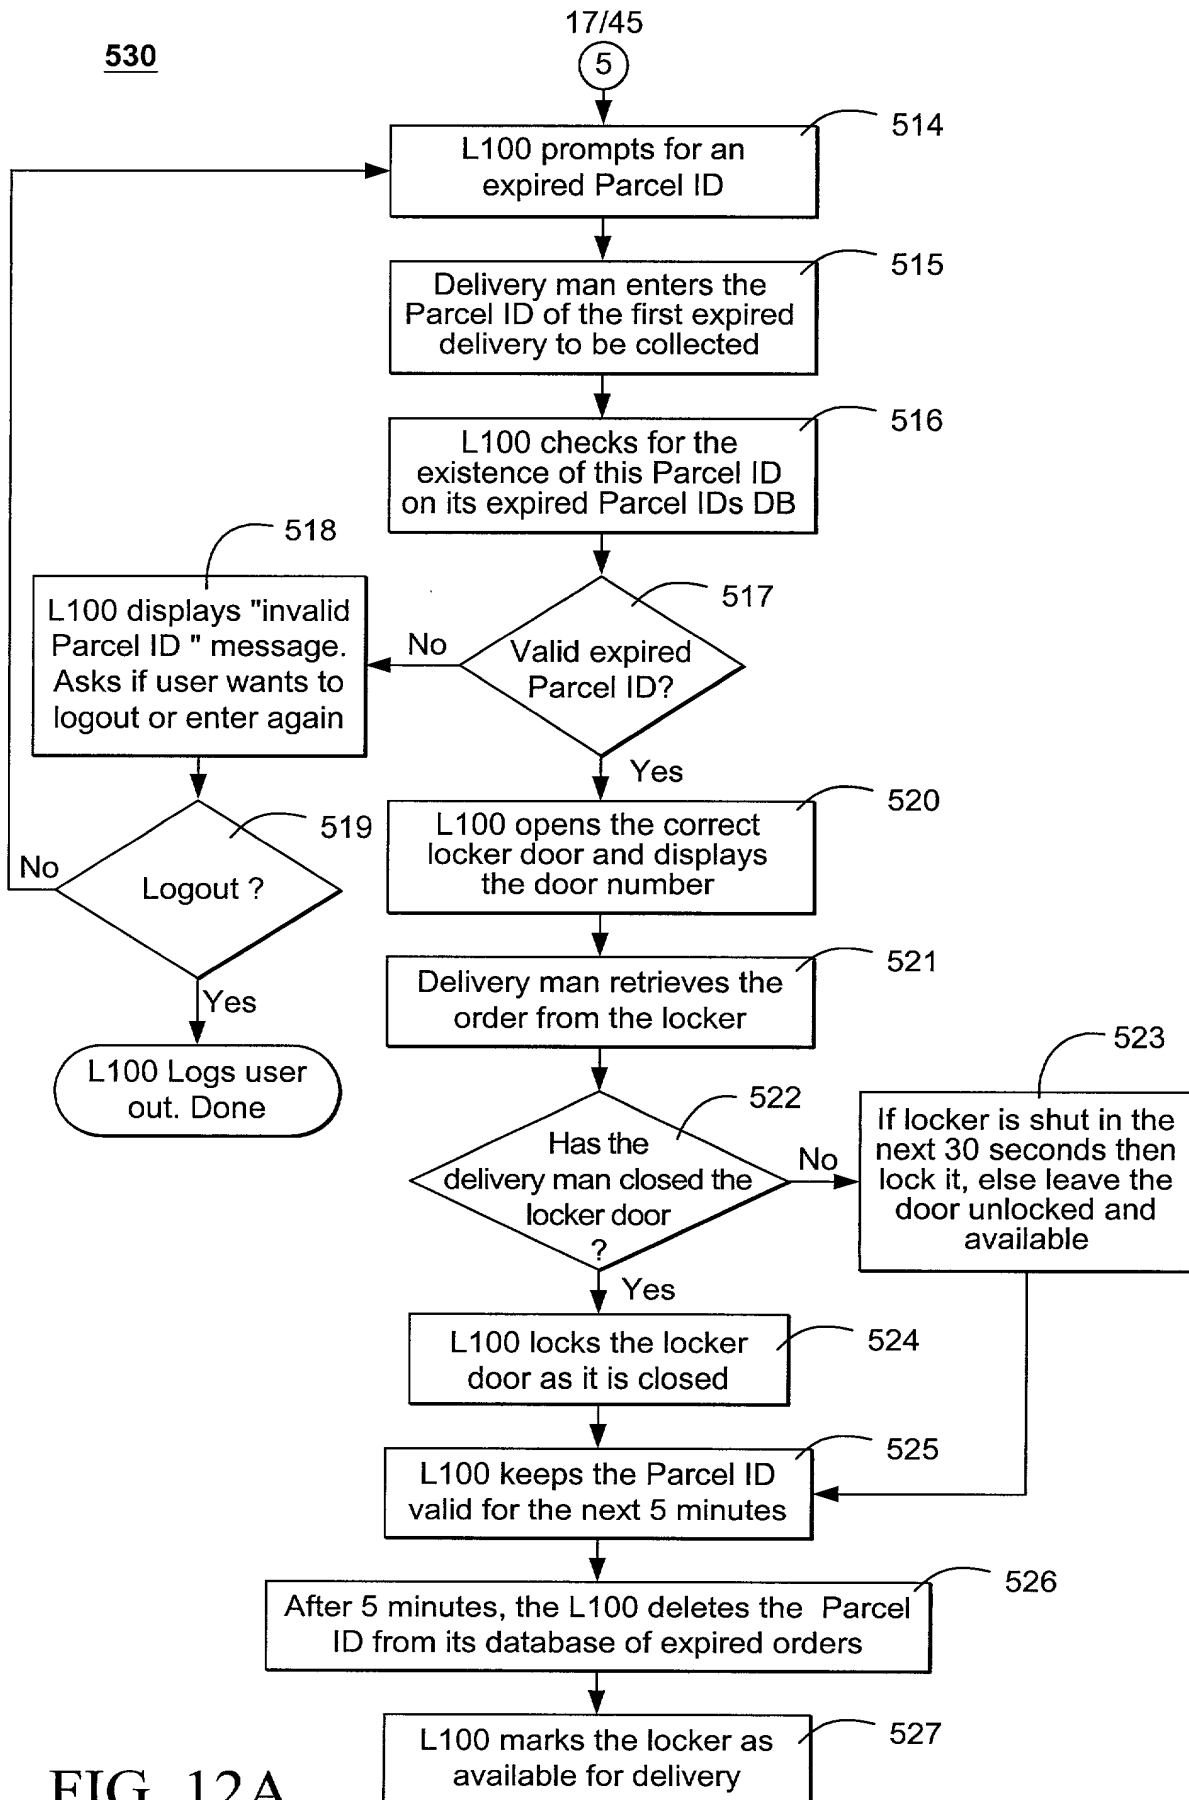 17/45
530
5
514
L100 prompts for an
expired Parcel ID
515
Delivery man enters the
Parcel ID of the first expired
delivery to be collected
516
L100 checks for the
existence of this Parcel ID
on its expired Parcel IDs DB
518
L100 displays "invalid
Parcel ID " message.
Asks if user wants to
logout or enter again
517
No
Valid expired
Parcel ID?
Yes
519
No
Logout ?
Yes
L100 Logs user
out. Done
520
L100 opens the correct
locker door and displays
the door number
521
Delivery man retrieves the
order from the locker
522
Has the
delivery man closed the
locker door
?
No
Yes
523
If locker is shut in the
next 30 seconds then
lock it, else leave the
door unlocked and
available
524
L100 locks the locker
door as it is closed
525
L100 keeps the Parcel ID
valid for the next 5 minutes
526
After 5 minutes, the L100 deletes the Parcel
ID from its database of expired orders
527
L100 marks the locker as
available for delivery
FIG. 12A